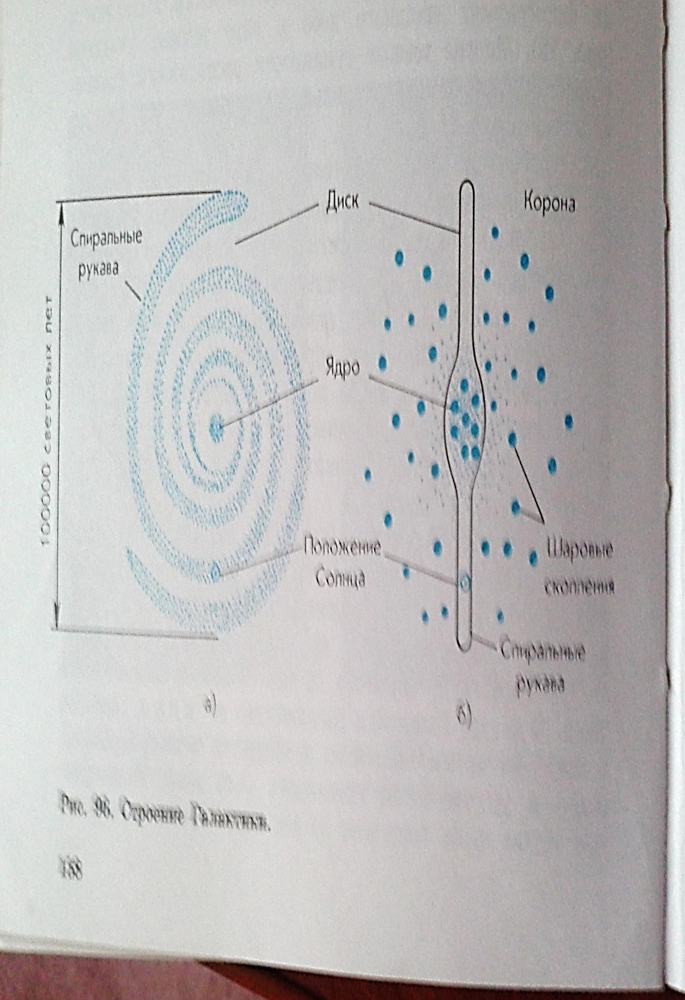 Диск
Корона
Спиральные
рукава
100000 световых лет
Ядро
Положение
Солнца
Шаровые
скопления
Спиральные
рукава
а)
б)
Рис. 96. Строение Галактики.
188